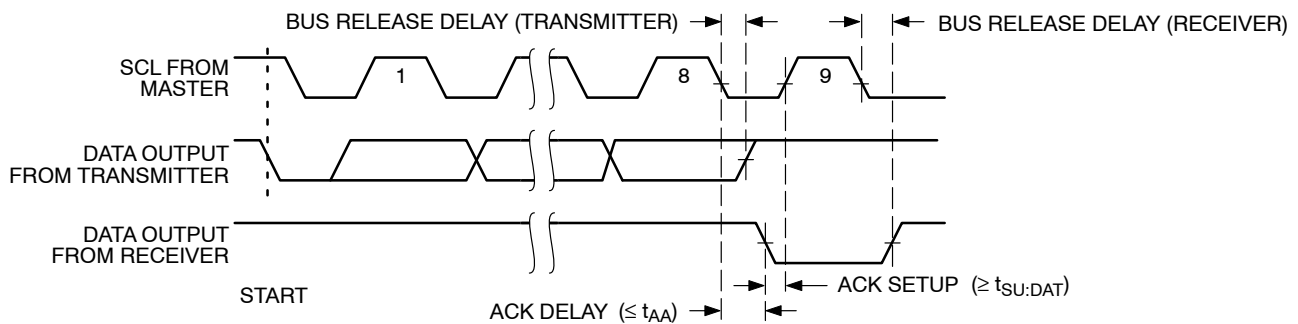 BUS RELEASE DELAY (TRANSMITTER)
BUS RELEASE DELAY (RECEIVER)
SCL FROM
MASTER
1
8
9
DATA OUTPUT
FROM TRANSMITTER
DATA OUTPUT
FROM RECEIVER
START
ACK SETUP (≥ tSU:DAT)
ACK DELAY (≤ tAA)